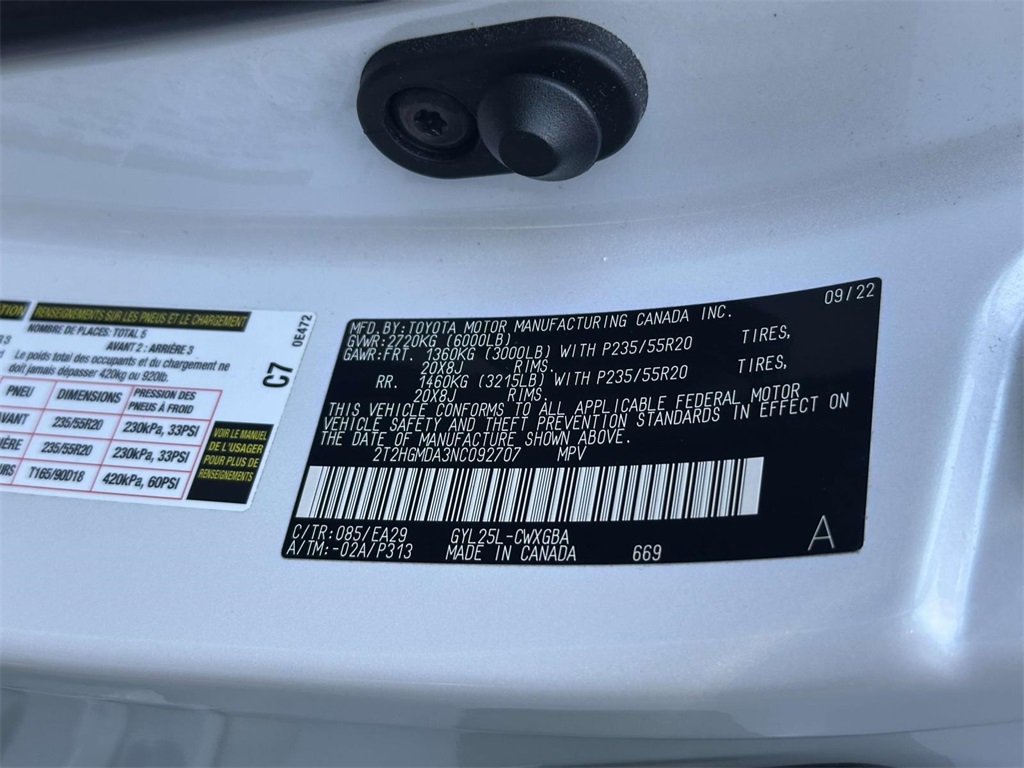 TION
RENSEIGNEMENTS SUR LES PNEUS ET LE CHARGEMENT
NOMBRE DE PLACES: TOTAL 5
AVANT 2 : ARRIÈRE 3
Le poids total des occupants et du chargement ne
doit jamais dépasser 420kg ou 920lb.
PNEU DIMENSIONS PRESSION DES
PNEUS À FROID
AVANT 235/55R20 230kPa, 33PSI
IÈRE 235/55R20 230kPa, 33PSI
URS T165/90D18 420kPa, 60PSI
VOIR LE MANUEL
DE L'USAGER
POUR PLUS DE
RENSEIGNEMENTS
C7
0E472
09/22
MFD.BY:TOYOTA MOTOR MANUFACTURING CANADA INC.
GVWR:2720KG (6000LB)
GAWR:FRT. 1360KG (3000LB) WITH P235/55R20 TIRES,
20X8J RIMS.
RR. 1460KG (3215LB) WITH P235/55R20 TIRES,
20X8J RIMS.
THIS VEHICLE CONFORMS TO ALL APPLICABLE FEDERAL MOTOR
VEHICLE SAFETY AND THEFT PREVENTION STANDARDS IN EFFECT ON
THE DATE OF MANUFACTURE SHOWN ABOVE.
2T2HGMDA3NC092707 MPV
C/TR:085/EA29 GYL25L-CWXGBA
A/TM:-02A/P313 MADE IN CANADA 669 A